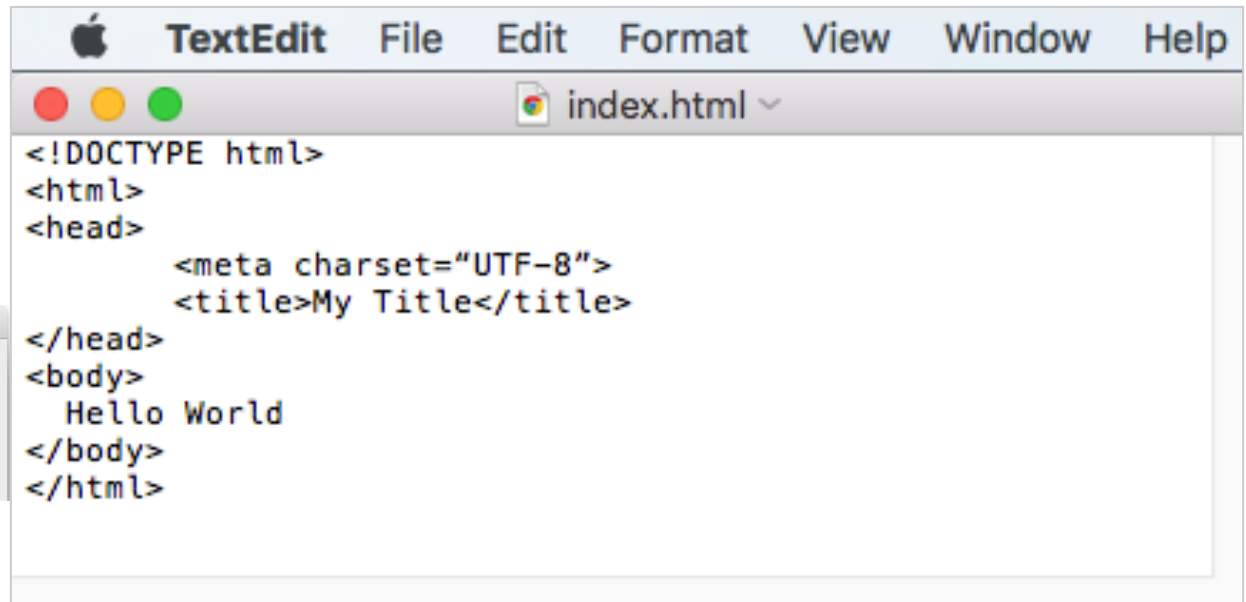 TextEdit File Edit Format View Window Help
index.html
<!DOCTYPE html>
<html>
<head>
        <meta charset=“UTF-8”>
        <title>My Title</title>
</head>
<body>
  Hello World
</body>
</html>